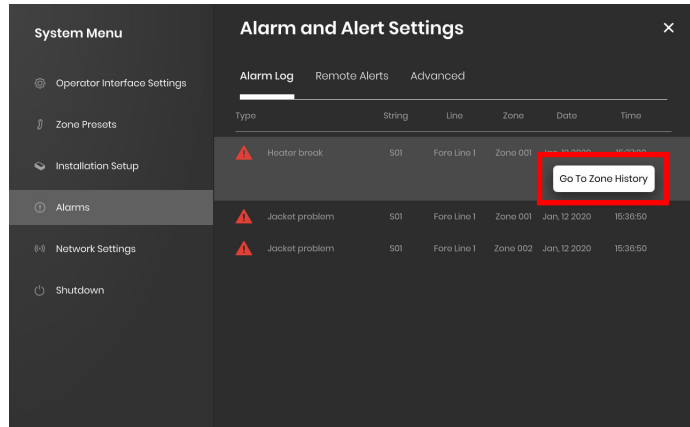 System Menu
Alarm and Alert Settings
Operator Interface Settings
Zone Presets
Installation Setup
Alarms
Network Settings
Shutdown
Alarm Log Remote Alerts Advanced
Type String Line Zone Date Time
Heater break S01 Fore Line 1 Zone 001 Jan, 12 2020
Go To Zone History
Jacket problem S01 Fore Line 1 Zone 001 Jan, 12 2020 15:36:50
Jacket problem S01 Fore Line 1 Zone 002 Jan, 12 2020 15:36:50